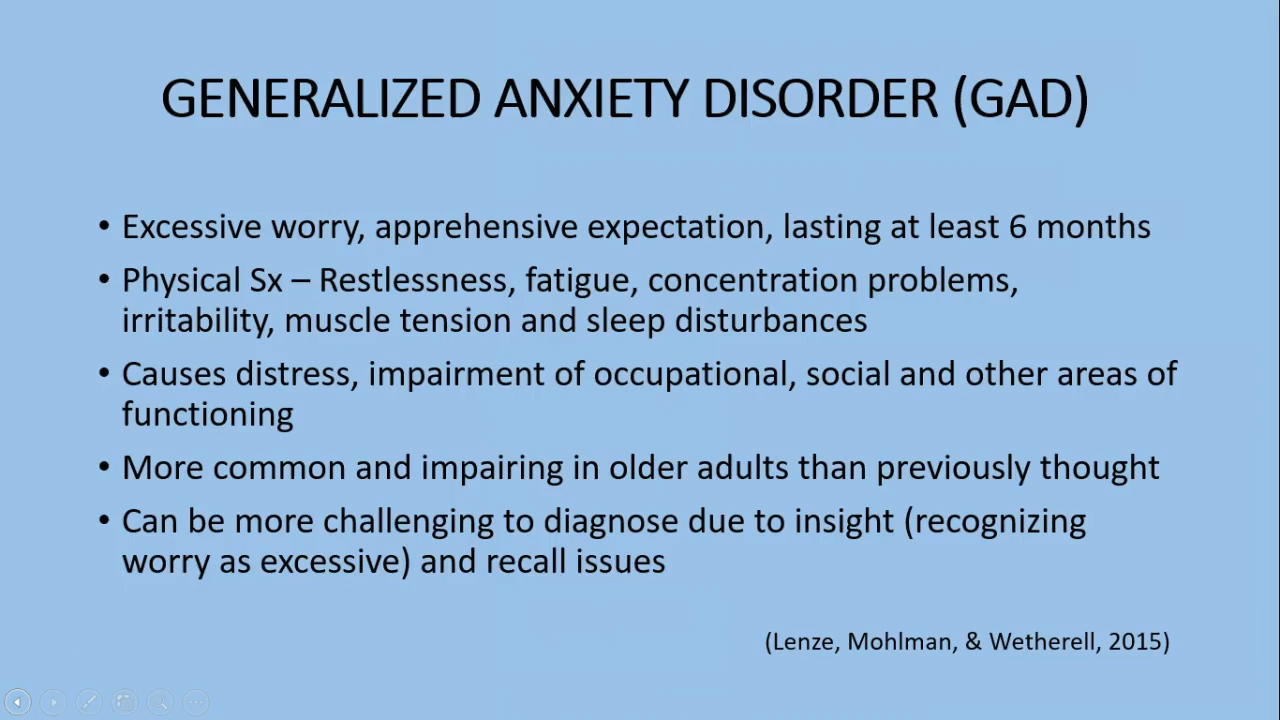 GENERALIZED ANXIETY DISORDER (GAD)
• Excessive worry, apprehensive expectation, lasting at least 6 months
• Physical Sx – Restlessness, fatigue, concentration problems,
irritability, muscle tension and sleep disturbances
• Causes distress, impairment of occupational, social and other areas of
functioning
• More common and impairing in older adults than previously thought
• Can be more challenging to diagnose due to insight (recognizing
worry as excessive) and recall issues
(Lenze, Mohlman, & Wetherell, 2015)